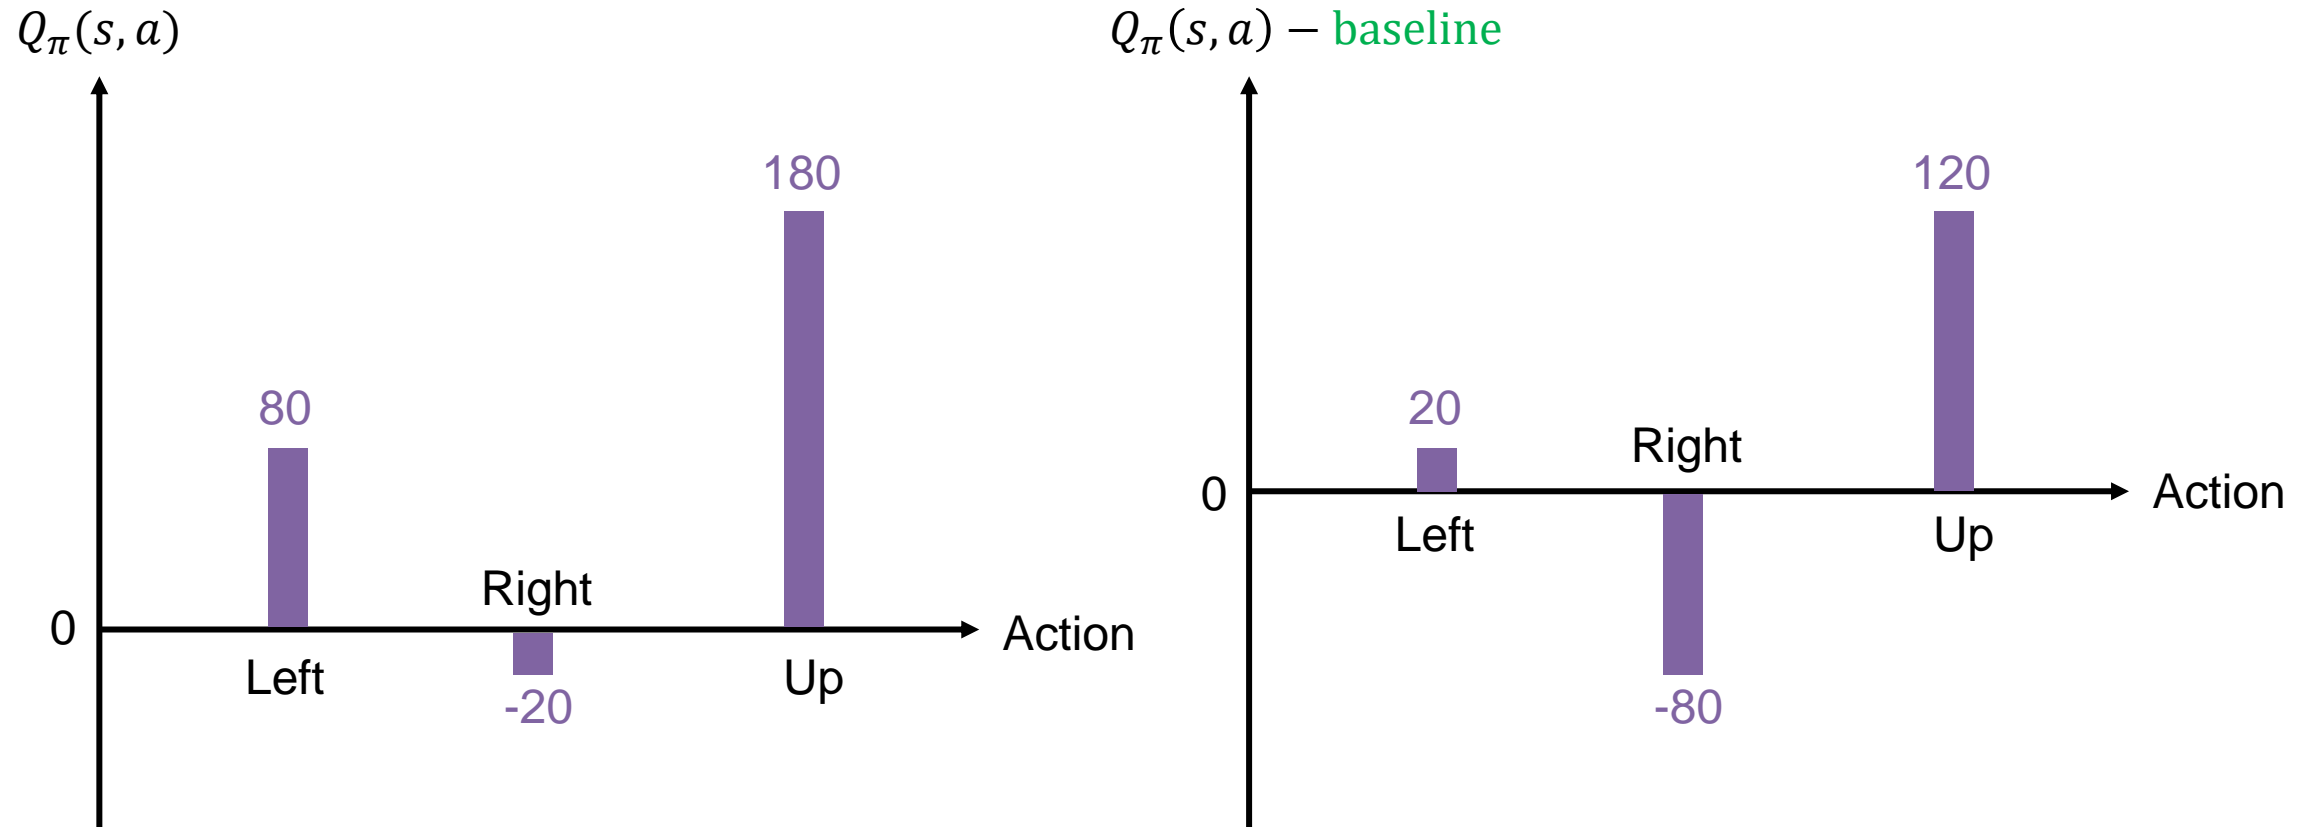 Qπ(s, a)
180
80
Right
0
Action
Left
Up
-20
Qπ(s, a) − baseline
120
20
Right
0
Action
Left
Up
-80